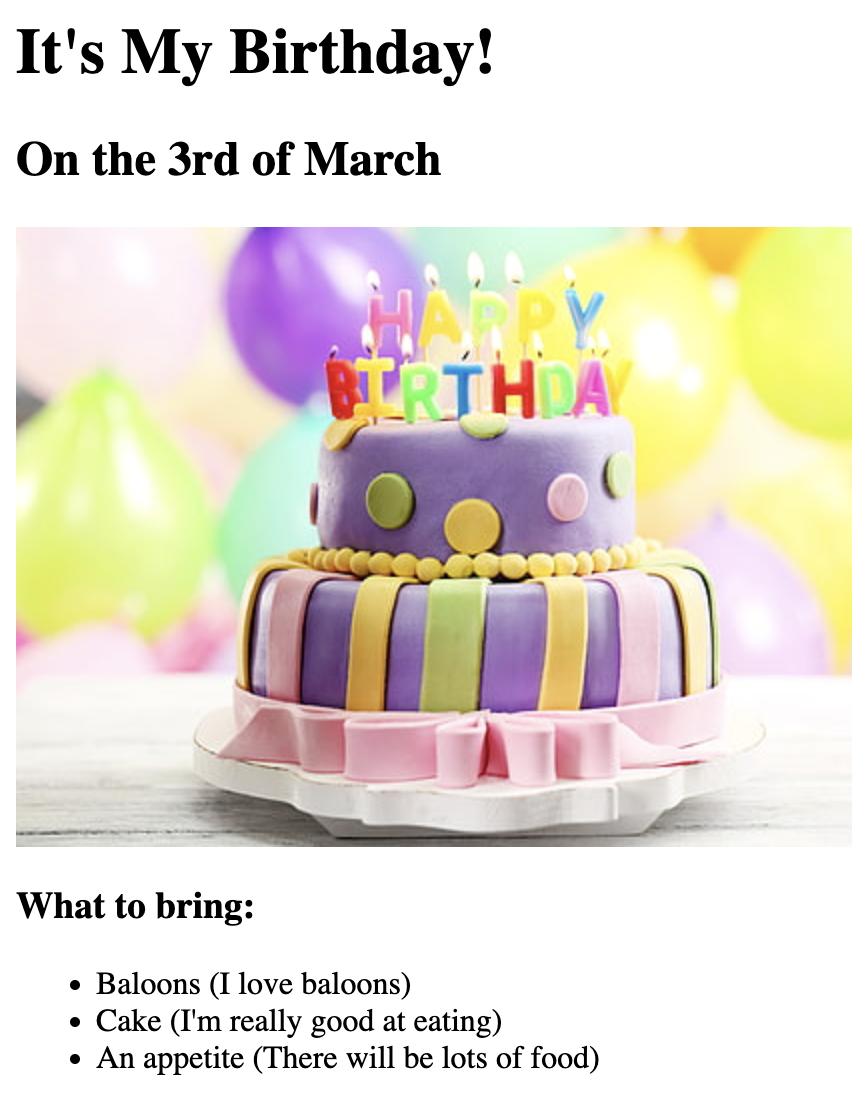 It's My Birthday!
On the 3rd of March
HAPPY
BIRTHDAY
What to bring:
Baloons (I love baloons)
Cake (I'm really good at eating)
An appetite (There will be lots of food)